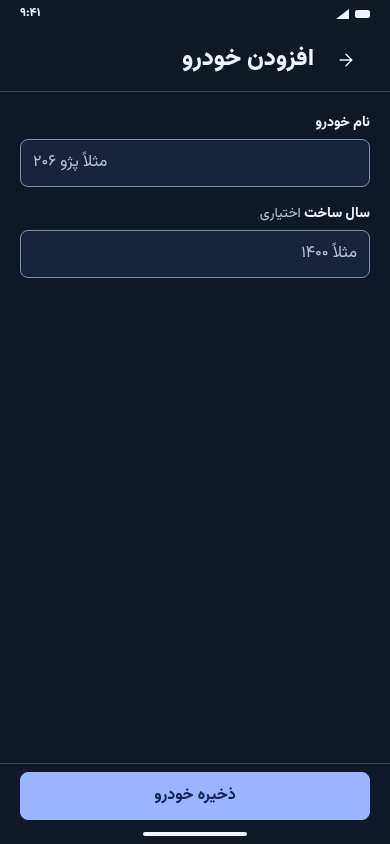 ۹:۴۱
افزودن خودرو
نام خودرو
مثلاً پژو ۲۰۶
سال ساخت اختیاری
مثلاً ۱۴۰۰
ذخیره خودرو